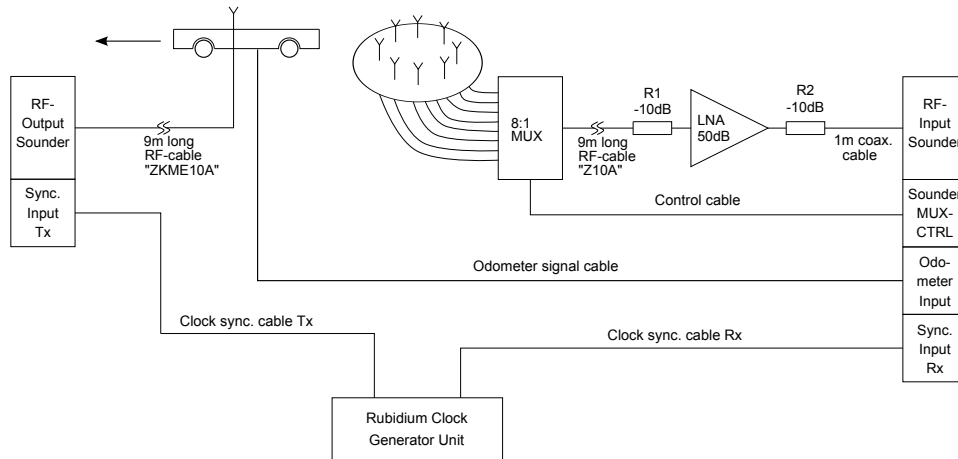 RF-
Output
Sounder
Sync.
Input
Tx
9m long
RF-cable
"ZKME10A"
8:1
MUX
9m long
RF-cable
"Z10A"
R1
-10dB
LNA
50dB
R2
-10dB
1m coax.
cable
RF-
Input
Sounder
Sounder
MUX-
CTRL
Odo-
meter
Input
Sync.
Input
Rx
Control cable
Odometer signal cable
Clock sync. cable Tx
Clock sync. cable Rx
Rubidium Clock
Generator Unit